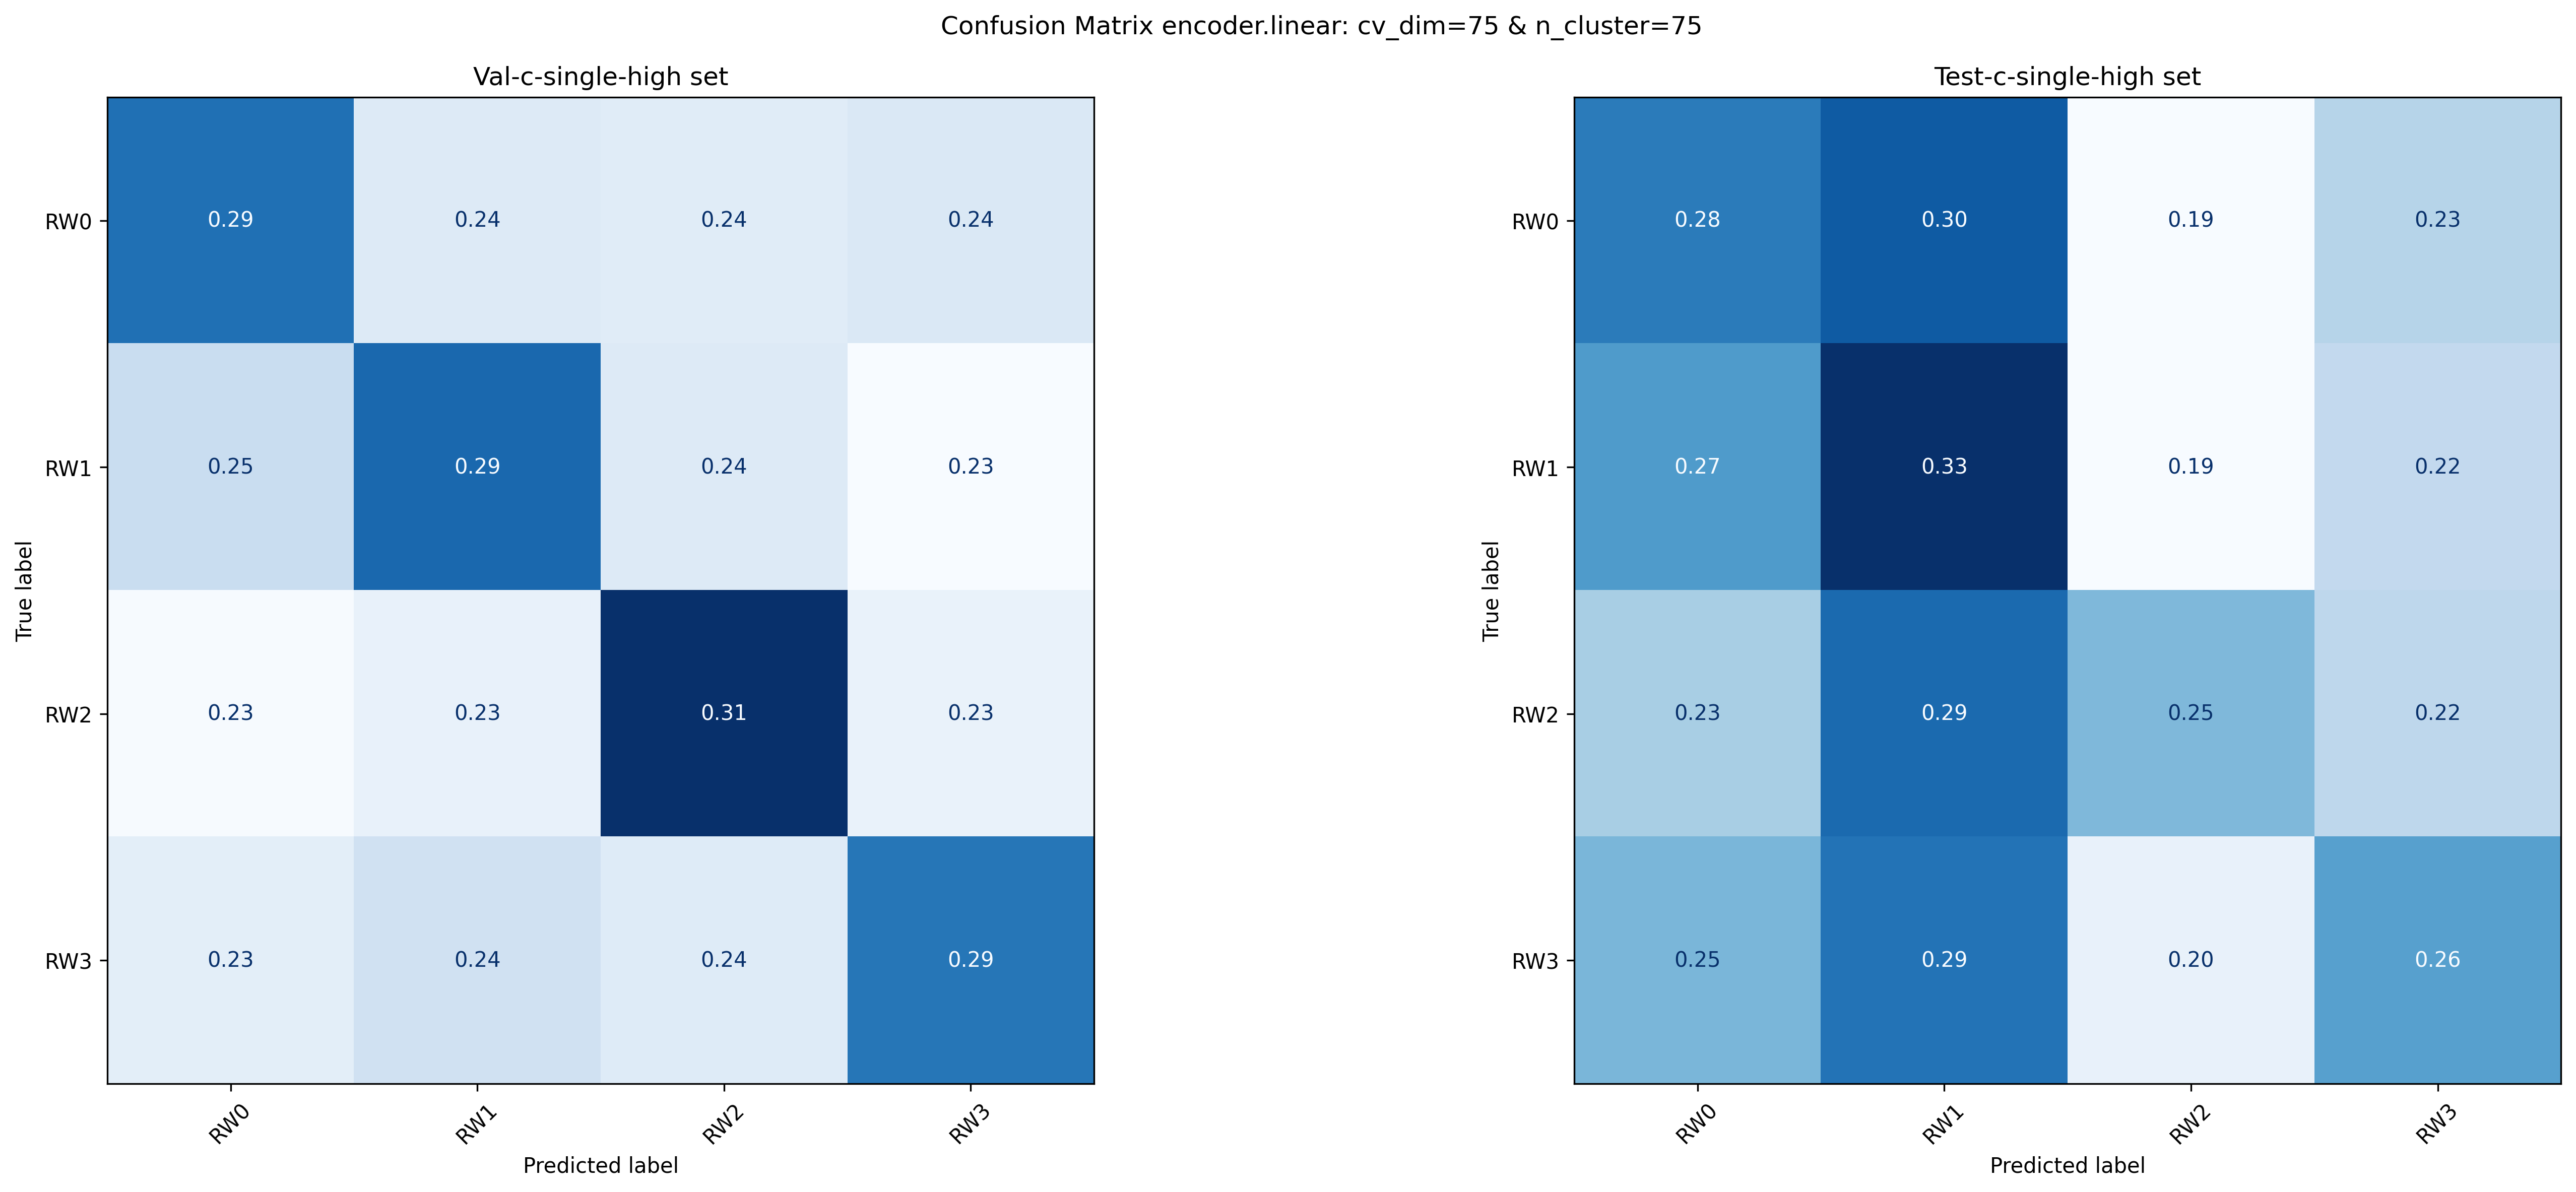 Confusion Matrix encoder.linear: cv_dim=75 & n_cluster=75
Val-c-single-high set
True label
RW0 0.29 0.24 0.24 0.24
RW1 0.25 0.29 0.24 0.23
RW2 0.23 0.23 0.31 0.23
RW3 0.23 0.24 0.24 0.29
RW0 RW1 RW2 RW3
Predicted label
Test-c-single-high set
True label
RW0 0.28 0.30 0.19 0.23
RW1 0.27 0.33 0.19 0.22
RW2 0.23 0.29 0.25 0.22
RW3 0.25 0.29 0.20 0.26
RW0 RW1 RW2 RW3
Predicted label